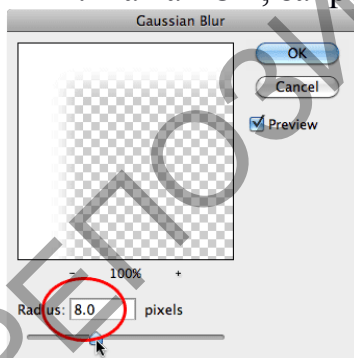 Gaussian Blur
OK
Cancel
Preview
- 100% +
Radius: 8.0 pixels